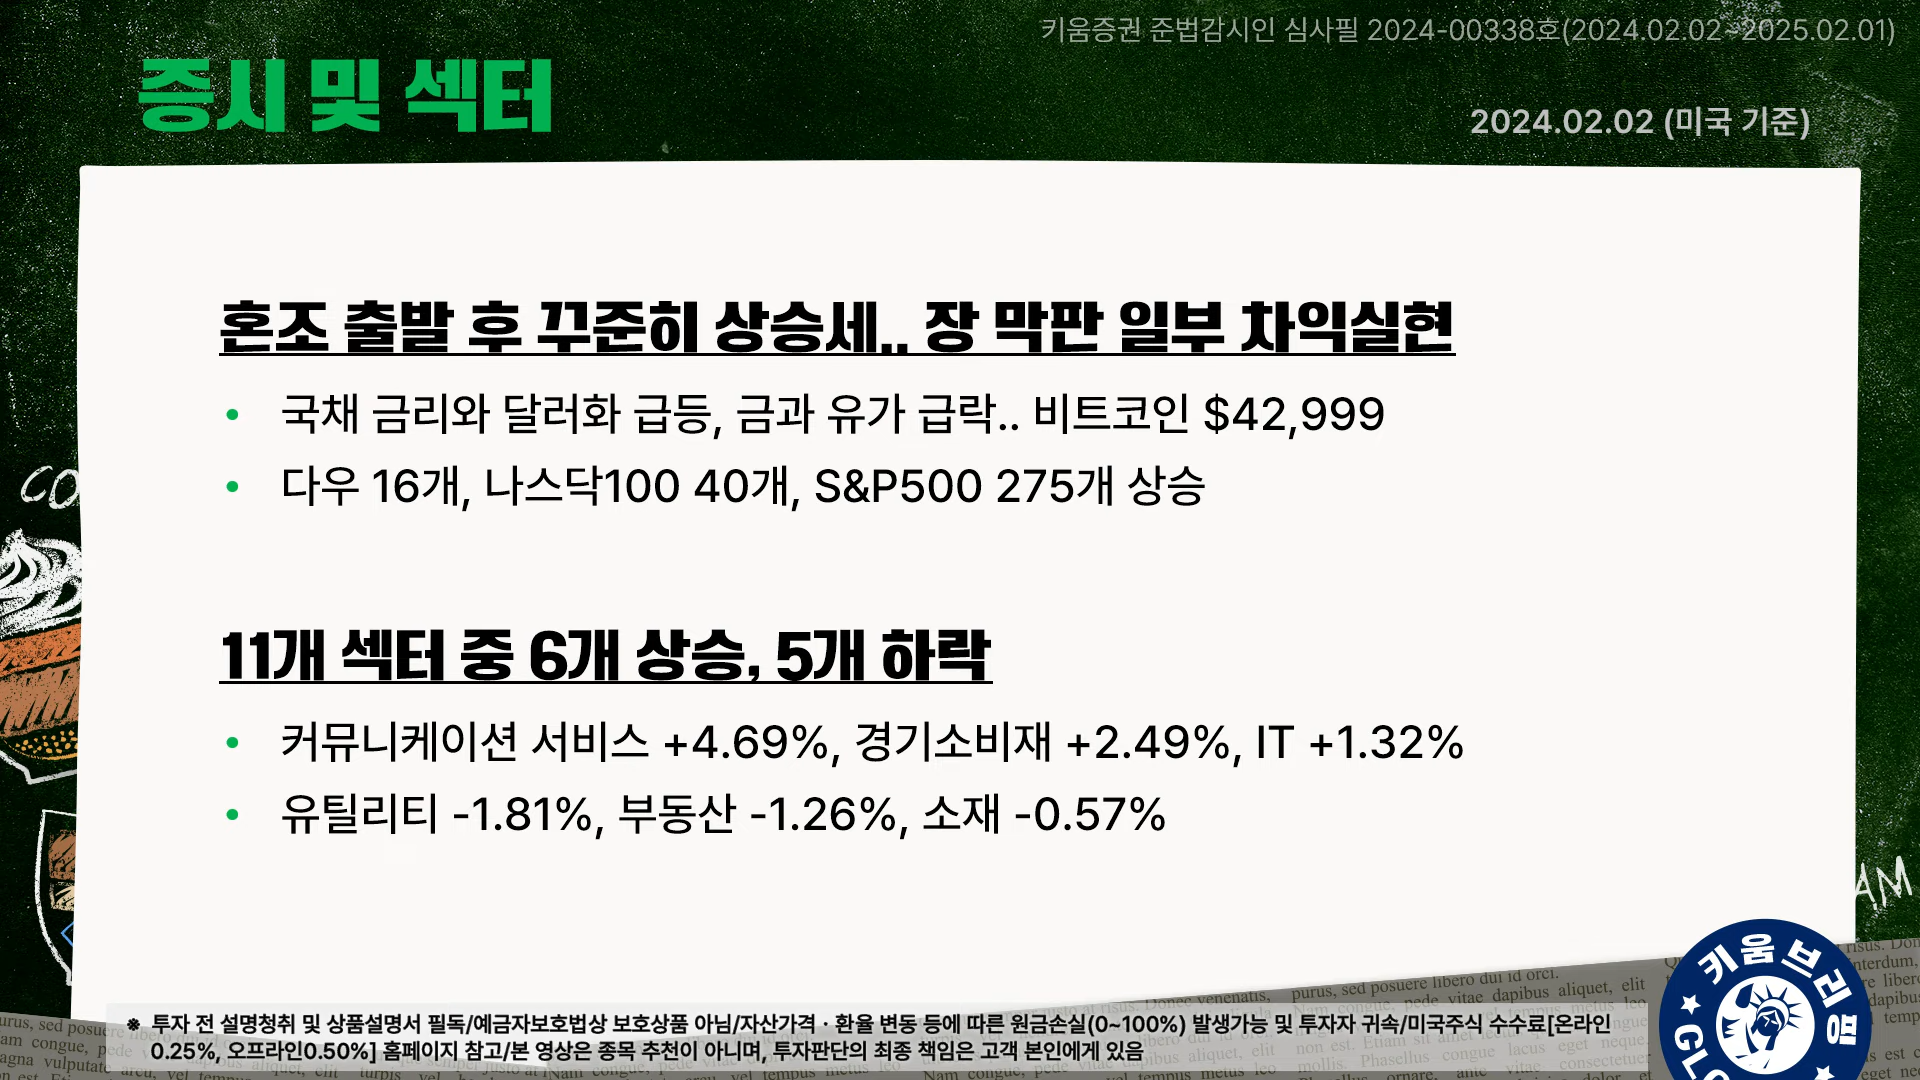 키움증권 준법감시인 심사필 2024-00338호(2024.02.02~2025.02.01)
증시 및 섹터
2024.02.02 (미국 기준)
혼조 출발 후 꾸준히 상승세.. 장 막판 일부 차익실현
• 국채 금리와 달러화 급등, 금과 유가 급락.. 비트코인 $42,999
• 다우 16개, 나스닥100 40개, S&P500 275개 상승
11개 섹터 중 6개 상승, 5개 하락
• 커뮤니케이션 서비스 +4.69%, 경기소비재 +2.49%, IT +1.32%
• 유틸리티 -1.81%, 부동산 -1.26%, 소재 -0.57%
키움브리핑
※ 투자 전 설명청취 및 상품설명서 필독/예금자보호법상 보호상품 아님/자산가격 · 환율 변동 등에 따른 원금손실(0~100%) 발생가능 및 투자자 귀속/미국주식 수수료[온라인
0.25%, 오프라인0.50%] 홈페이지 참고/본 영상은 종목 추천이 아니며, 투자판단의 최종 책임은 고객 본인에게 있음